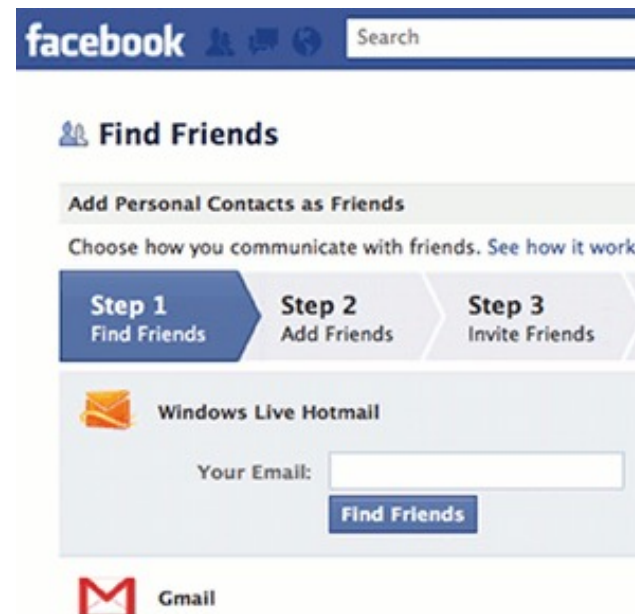 facebook Search
Find Friends
Add Personal Contacts as Friends
Choose how you communicate with friends. See how it work
Step 1 Step 2 Step 3
Find Friends Add Friends Invite Friends
Windows Live Hotmail
Your Email:
Find Friends
Gmail